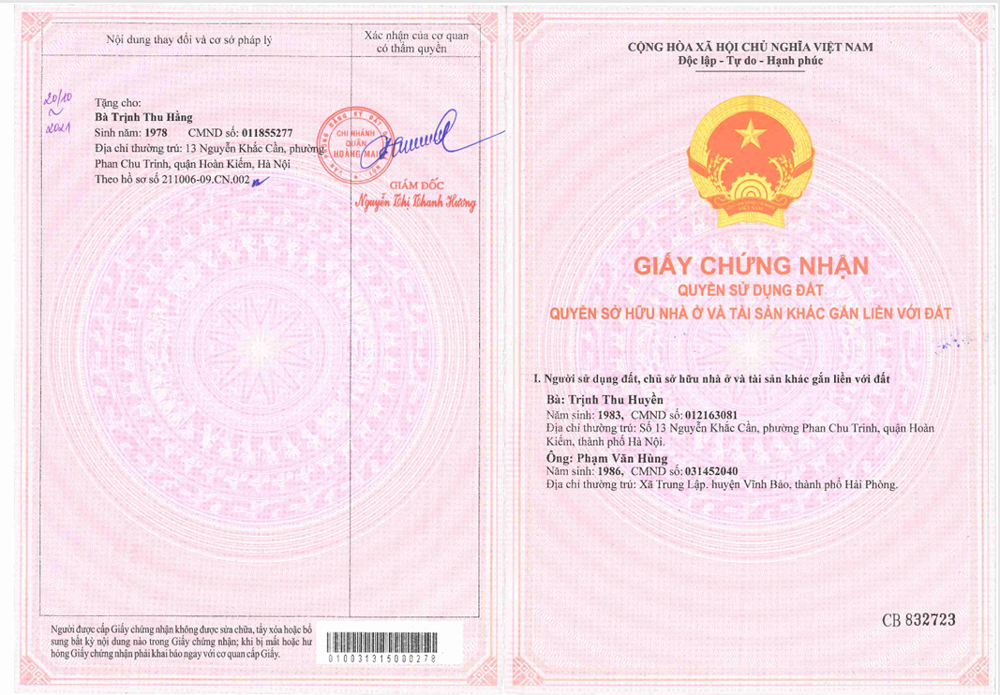 Nội dung thay đổi và cơ sở pháp lý
Xác nhận của cơ quan
có thẩm quyền
20/10
2021
Tặng cho:
Bà Trịnh Thu Hằng
Sinh năm: 1978 CMND số: 011855277
Địa chỉ thường trú: 13 Nguyễn Khắc Cần, phường
Phan Chu Trinh, quận Hoàn Kiếm, Hà Nội
Theo hồ sơ số 211006-09.CN.002
CHI NHÁNH
QUẬN
HOÀNG MAI
GIÁM ĐỐC
Nguyễn Thị Thanh Hương
Người được cấp Giấy chứng nhận không được sửa chữa, tẩy xóa hoặc bổ
sung bất kỳ nội dung nào trong Giấy chứng nhận; khi bị mất hoặc hư
hỏng Giấy chứng nhận phải khai báo ngay với cơ quan cấp Giấy.
010031315000278
CỘNG HÒA XÃ HỘI CHỦ NGHĨA VIỆT NAM
Độc lập - Tự do - Hạnh phúc
GIẤY CHỨNG NHẬN
QUYỀN SỬ DỤNG ĐẤT
QUYỀN SỞ HỮU NHÀ Ở VÀ TÀI SẢN KHÁC GẮN LIỀN VỚI ĐẤT
I. Người sử dụng đất, chủ sở hữu nhà ở và tài sản khác gắn liền với đất
Bà: Trịnh Thu Huyền
Năm sinh: 1983, CMND số: 012163081
Địa chỉ thường trú: Số 13 Nguyễn Khắc Cần, phường Phan Chu Trinh, quận Hoàn
Kiếm, thành phố Hà Nội.
Ông: Phạm Văn Hùng
Năm sinh: 1986, CMND số: 031452040
Địa chỉ thường trú: Xã Trung Lập. huyện Vĩnh Bảo, thành phố Hải Phòng.
CB 832723